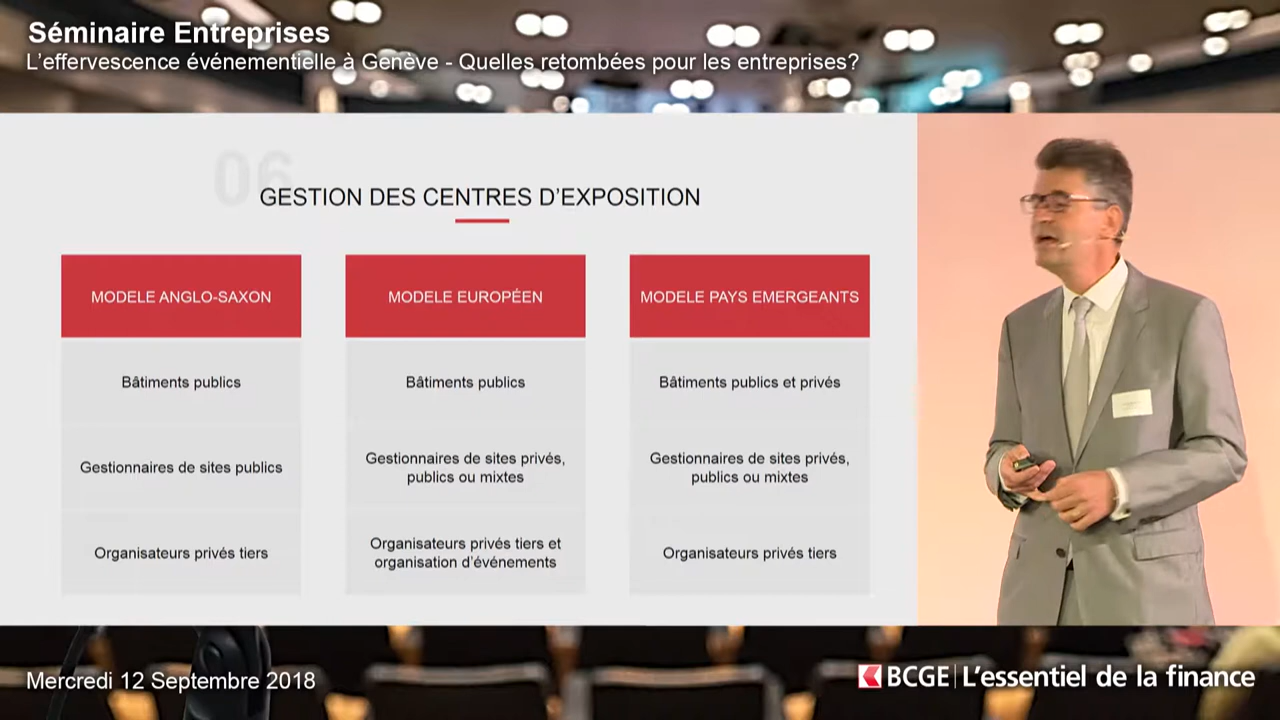 Séminaire Entreprises
L'effervescence événementielle à Genève - Quelles retombées pour les entreprises?
06
GESTION DES CENTRES D'EXPOSITION
MODELE ANGLO-SAXON
Bâtiments publics
Gestionnaires de sites publics
Organisateurs privés tiers
MODELE EUROPÉEN
Bâtiments publics
Gestionnaires de sites privés,
publics ou mixtes
Organisateurs privés tiers et
organisation d'événements
MODELE PAYS EMERGEANTS
Bâtiments publics et privés
Gestionnaires de sites privés,
publics ou mixtes
Organisateurs privés tiers
Mercredi 12 Septembre 2018
BCGE | L'essentiel de la finance